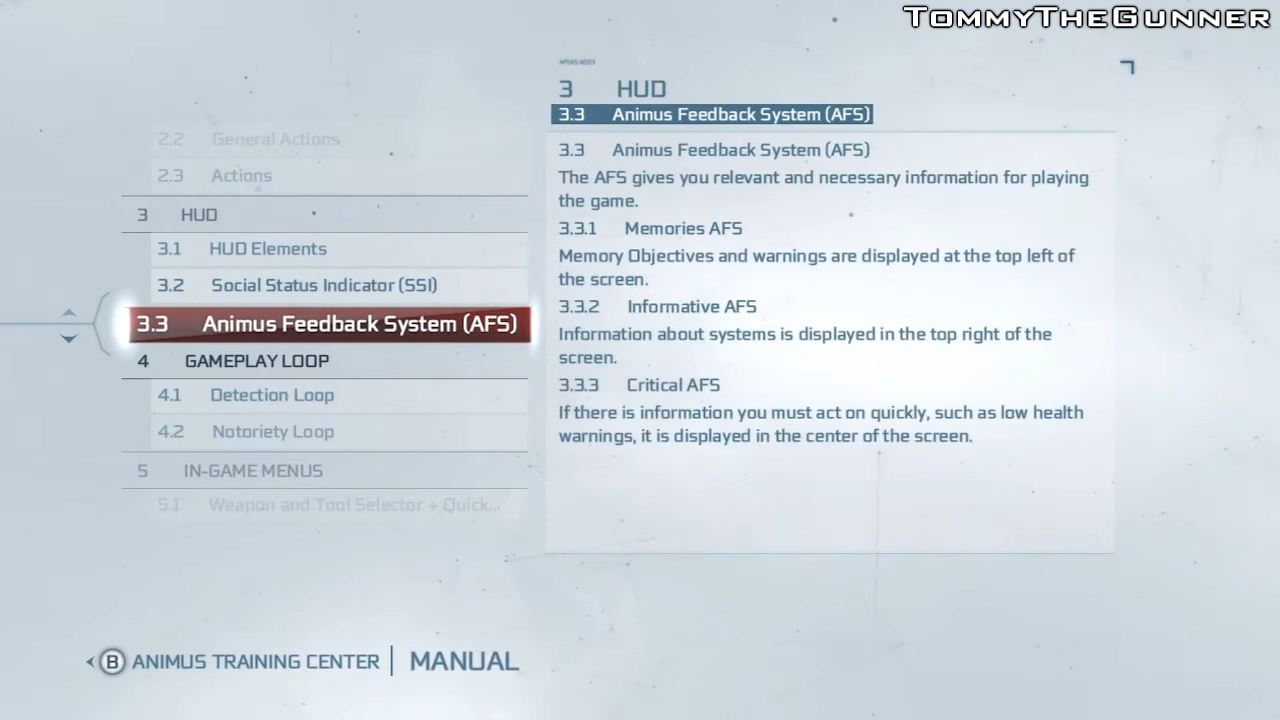 TommyTheGunner
2.2 General Actions
2.3 Actions
3 HUD
3.1 HUD Elements
3.2 Social Status Indicator (SSI)
3.3 Animus Feedback System (AFS)
4 GAMEPLAY LOOP
4.1 Detection Loop
4.2 Notoriety Loop
5 IN-GAME MENUS
5.1 Weapon and Tool Selector + Quick...
3 HUD
3.3 Animus Feedback System (AFS)
3.3 Animus Feedback System (AFS)
The AFS gives you relevant and necessary information for playing
the game.
3.3.1 Memories AFS
Memory Objectives and warnings are displayed at the top left of
the screen.
3.3.2 Informative AFS
Information about systems is displayed in the top right of the
screen.
3.3.3 Critical AFS
If there is information you must act on quickly, such as low health
warnings, it is displayed in the center of the screen.
B ANIMUS TRAINING CENTER | MANUAL